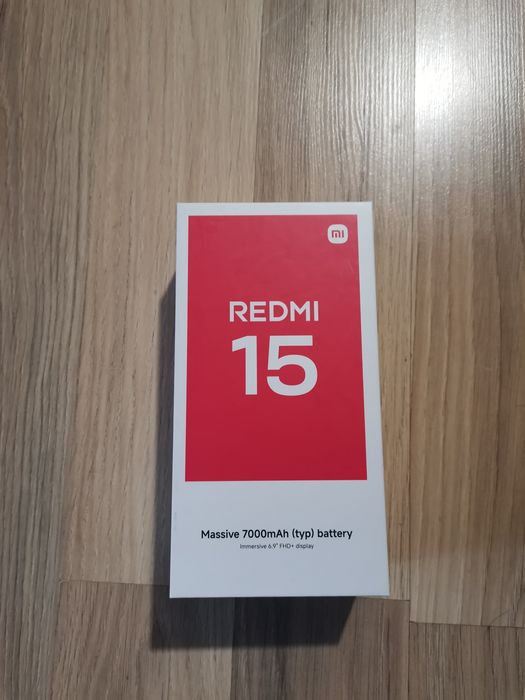 mi
REDMI
15
Massive 7000mAh (typ) battery
Immersive 6.9" FHD+ display